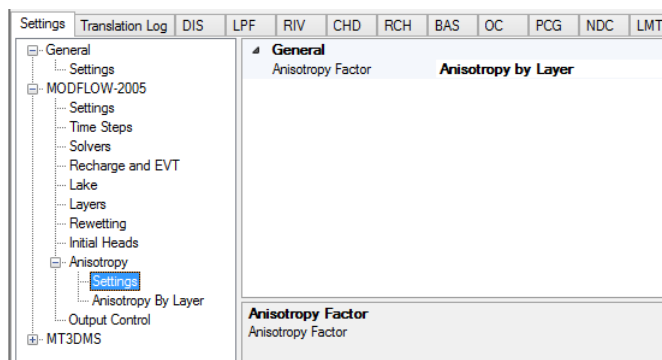 Settings Translation Log DIS LPF RIV CHD RCH BAS OC PCG NDC LMT
General
Settings
MODFLOW-2005
Settings
Time Steps
Solvers
Recharge and EVT
Lake
Layers
Rewetting
Initial Heads
Anisotropy
Settings
Anisotropy By Layer
Output Control
MT3DMS
General
Anisotropy Factor Anisotropy by Layer
Anisotropy Factor
Anisotropy Factor